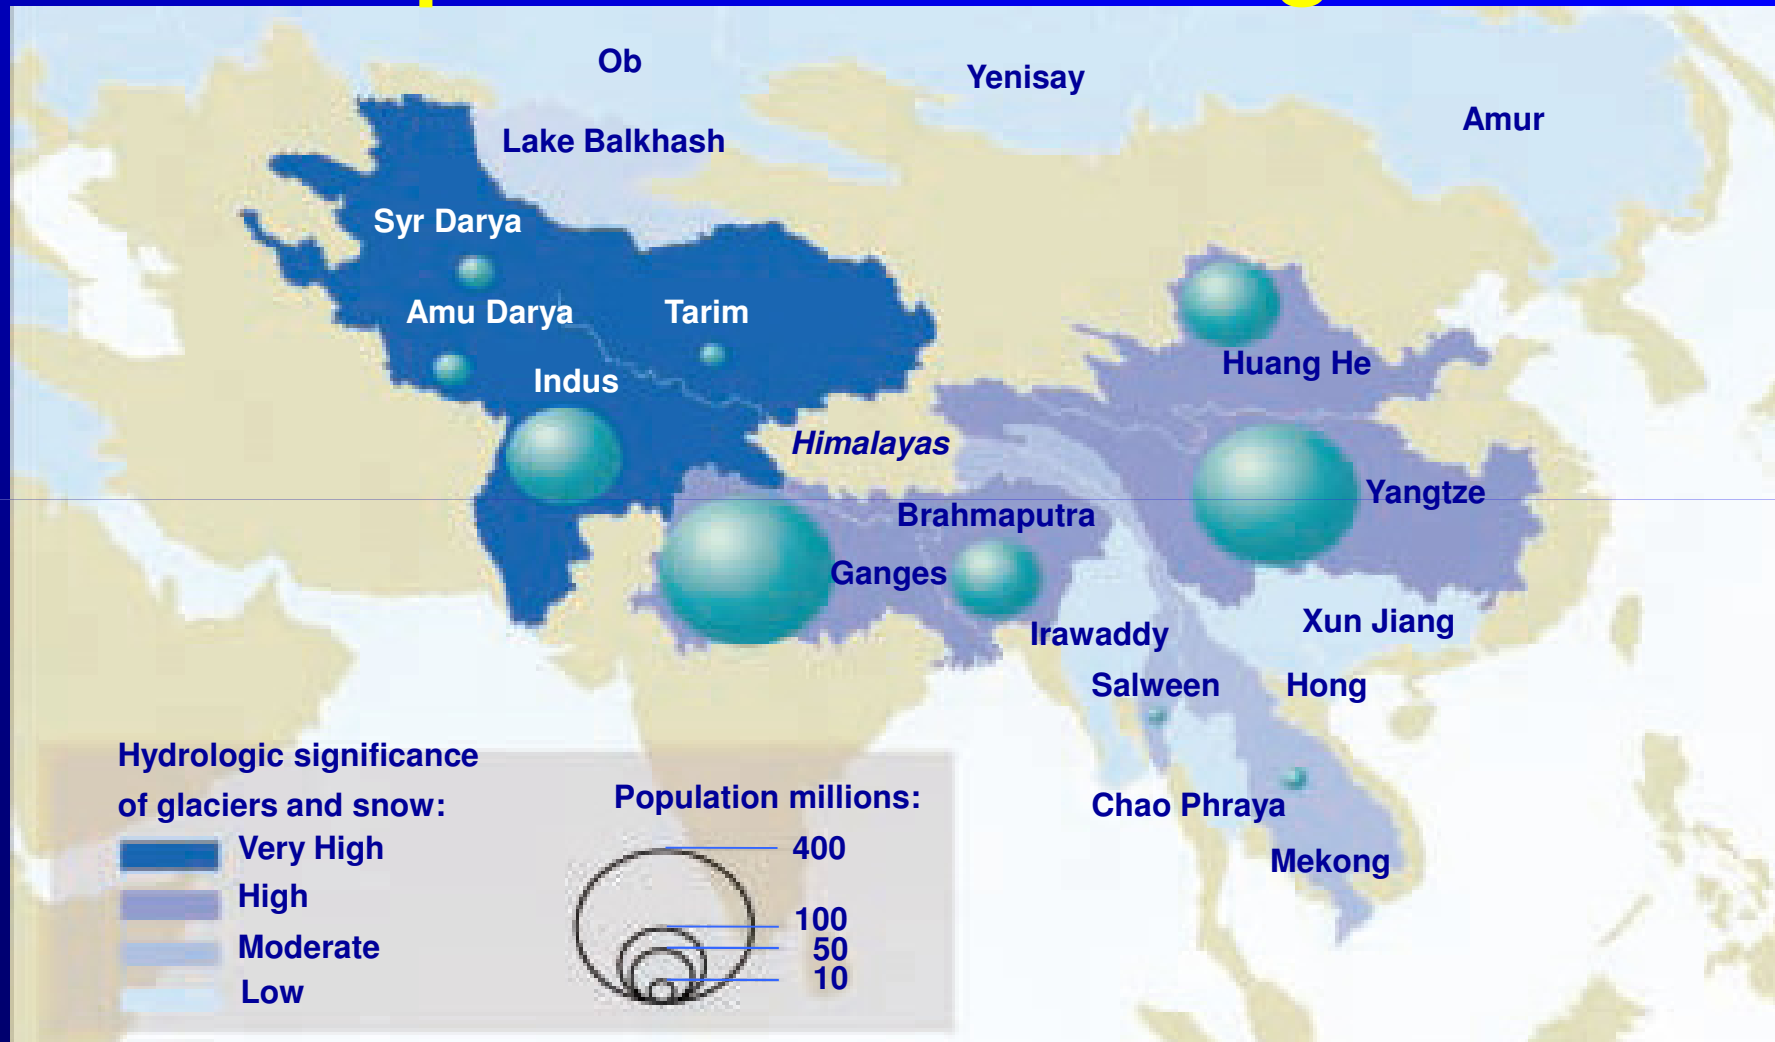 Ob
Yenisay
Amur
Lake Balkhash
Syr Darya
Amu Darya
Tarim
Indus
Huang He
Himalayas
Yangtze
Brahmaputra
Ganges
Irawaddy
Xun Jiang
Salween
Hong
Chao Phraya
Mekong
Hydrologic significance
of glaciers and snow:
Very High
High
Moderate
Low
Population millions:
400
100
50
10